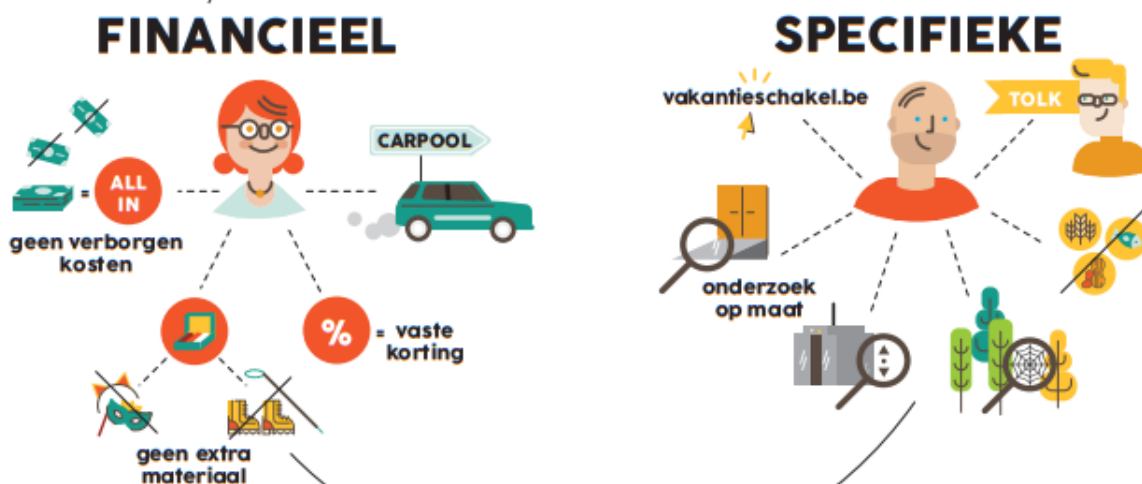 FINANCIEEL
ALL
IN
=
geen verborgen
kosten
CARPOOL
% = vaste
korting
geen extra
materiaal
SPECIFIEKE
vakantieschakel.be
TOLK
onderzoek
op maat